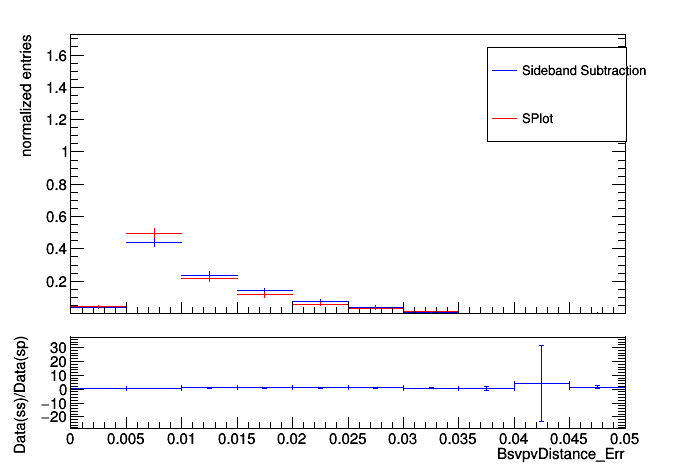 normalized entries
1.6
1.4
1.2
1
0.8
0.6
0.4
0.2
Sideband Subtraction
SPlot
Data(ss)/Data(sp)
30
20
10
0
−10
−20
0 0.005 0.01 0.015 0.02 0.025 0.03 0.035 0.04 0.045 0.05
BsvpvDistance_Err